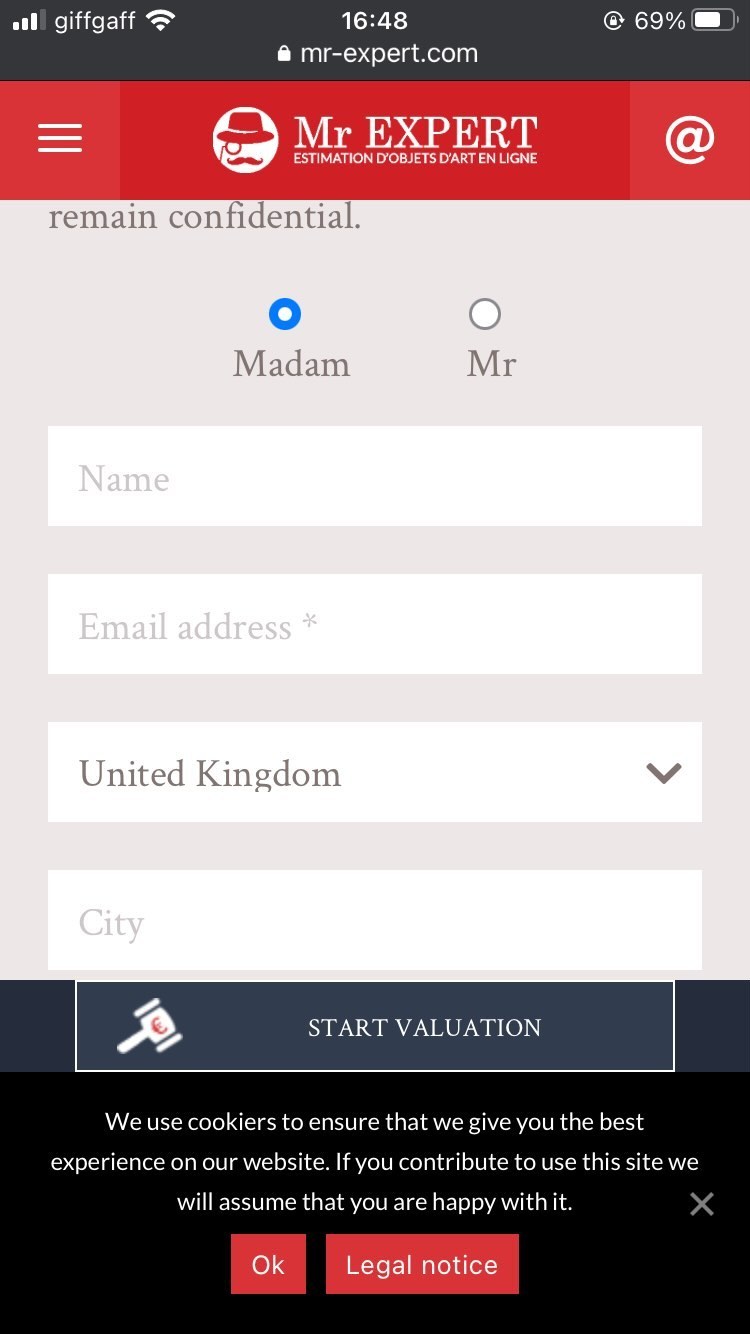 giffgaff 16:48 69%
mr-expert.com
Mr EXPERT
ESTIMATION D'OBJETS D'ART EN LIGNE
@
remain confidential.
Madam Mr
Name
Email address *
United Kingdom
City
€
START VALUATION
We use cookiers to ensure that we give you the best
experience on our website. If you contribute to use this site we
will assume that you are happy with it.
Ok Legal notice